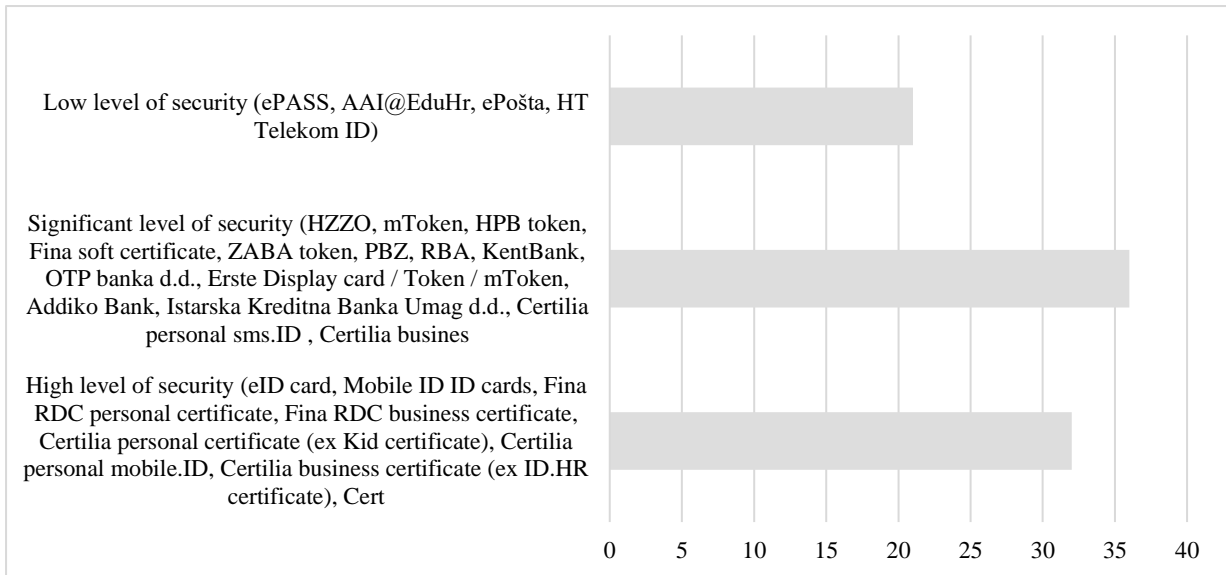 Low level of security (ePASS, AAI@EduHr, ePošta, HT
Telekom ID)
Significant level of security (HZZO, mToken, HPB token,
Fina soft certificate, ZABA token, PBZ, RBA, KentBank,
OTP banka d.d., Erste Display card / Token / mToken,
Addiko Bank, Istarska Kreditna Banka Umag d.d., Certilia
personal sms.ID , Certilia busines
High level of security (eID card, Mobile ID ID cards, Fina
RDC personal certificate, Fina RDC business certificate,
Certilia personal certificate (ex Kid certificate), Certilia
personal mobile.ID, Certilia business certificate (ex ID.HR
certificate), Cert
0 5 10 15 20 25 30 35 40